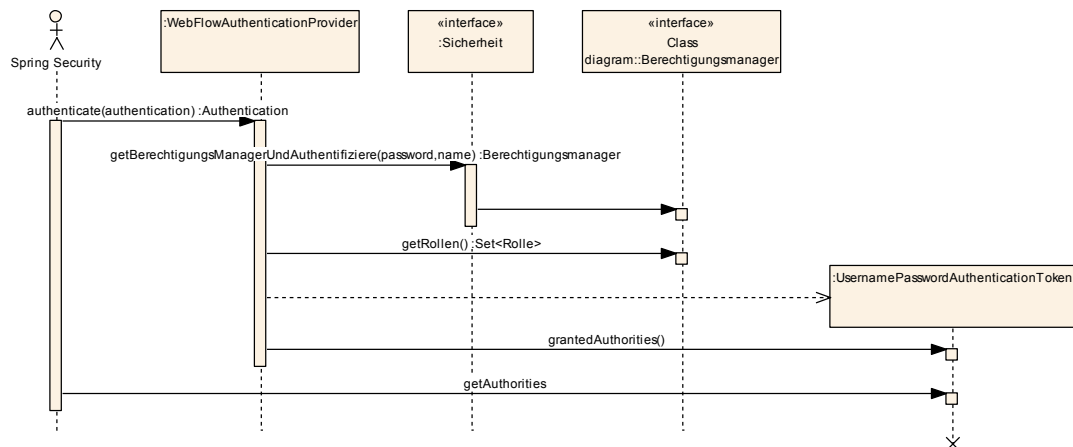 :WebFlowAuthenticationProvider
«interface»
:Sicherheit
«interface»
Class
diagram::Berechtigungsmanager
Spring Security
authenticate(authentication) :Authentication
getBerechtigungsManagerUndAuthentifiziere(password,name) :Berechtigungsmanager
getRollen() :Set<Rolle>
:UsernamePasswordAuthenticationToken
grantedAuthorities()
getAuthorities